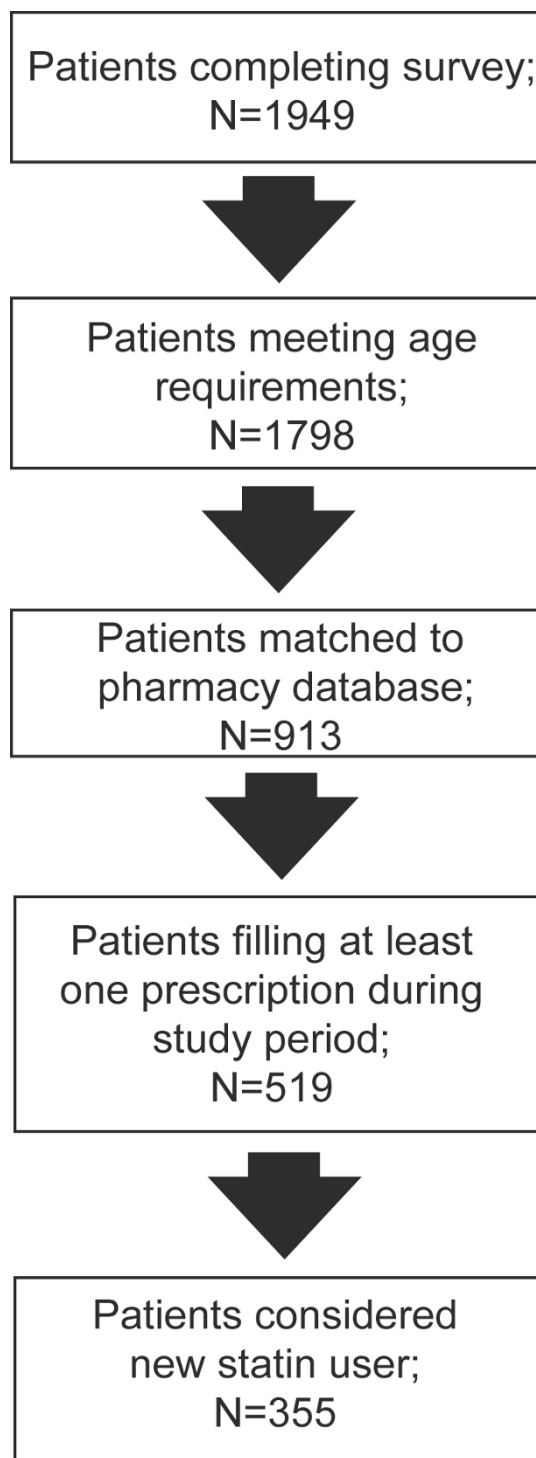 Patients completing survey;
N=1949
Patients meeting age
requirements;
N=1798
Patients matched to
pharmacy database;
N=913
Patients filling at least
one prescription during
study period;
N=519
Patients considered
new statin user;
N=355